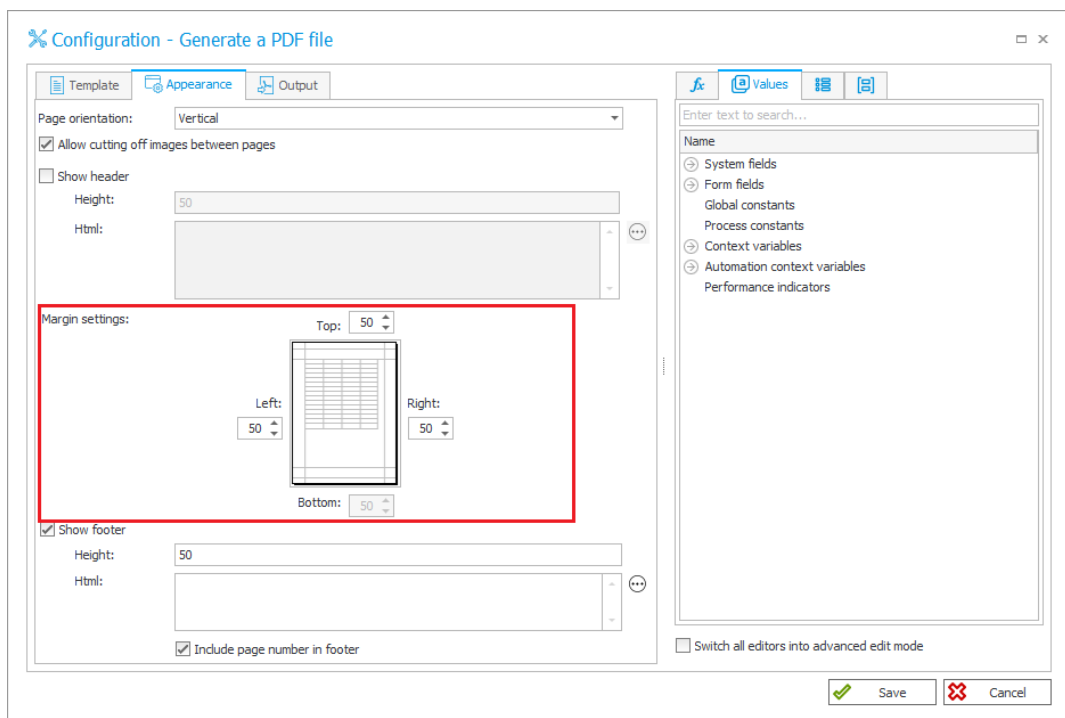 Configuration - Generate a PDF file
Template
Appearance
Output
Page orientation:
Vertical
Allow cutting off images between pages
Show header
Height:
50
Html:
Margin settings:
Top:
50
Left:
50
Right:
50
Bottom:
50
Show footer
Height:
50
Html:
Include page number in footer
fx
a Values
Enter text to search...
Name
System fields
Form fields
Global constants
Process constants
Context variables
Automation context variables
Performance indicators
Switch all editors into advanced edit mode
Save
Cancel